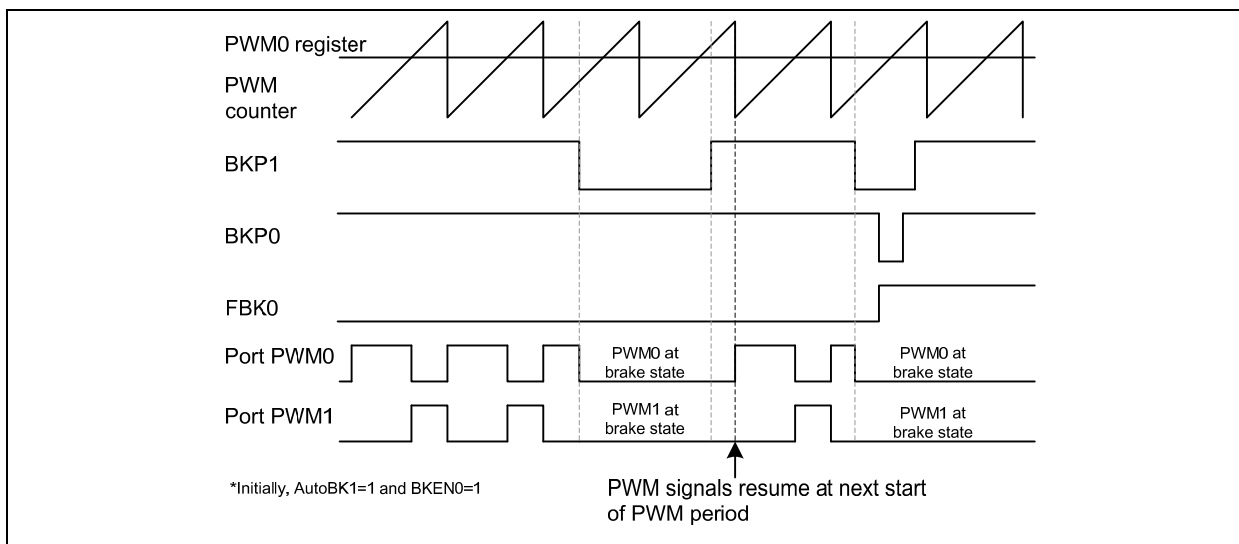 PWM0 register
PWM
counter
BKP1
BKP0
FBK0
Port PWM0
PWM0 at
brake state
PWM0 at
brake state
Port PWM1
PWM1 at
brake state
PWM1 at
brake state
*Initially, AutoBK1=1 and BKEN0=1
PWM signals resume at next start
of PWM period